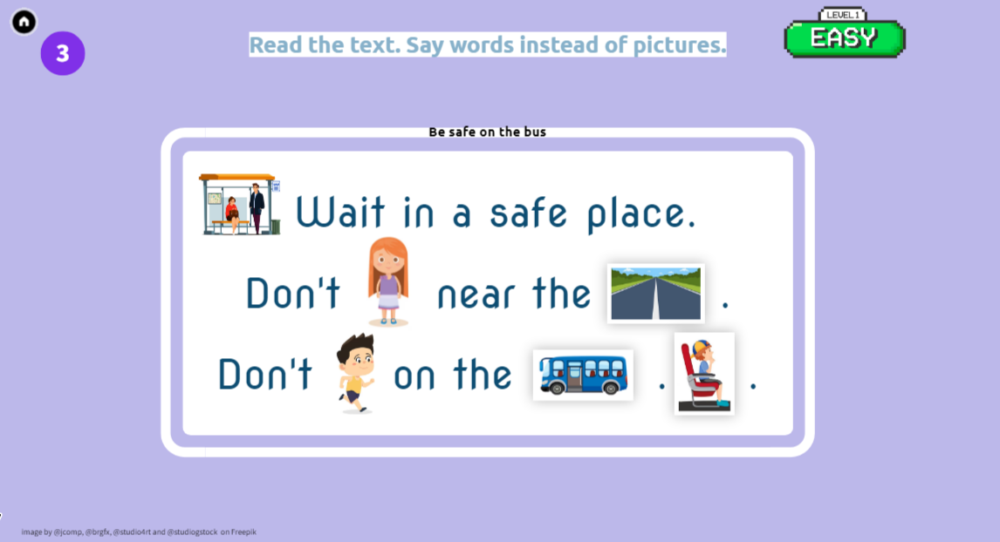 3
Read the text. Say words instead of pictures.
LEVEL 1
EASY
Be safe on the bus
Wait in a safe place.
Don't near the .
Don't on the . .
image by @jcomp, @brgfx, @studio4rt and @studiogstock on Freepik